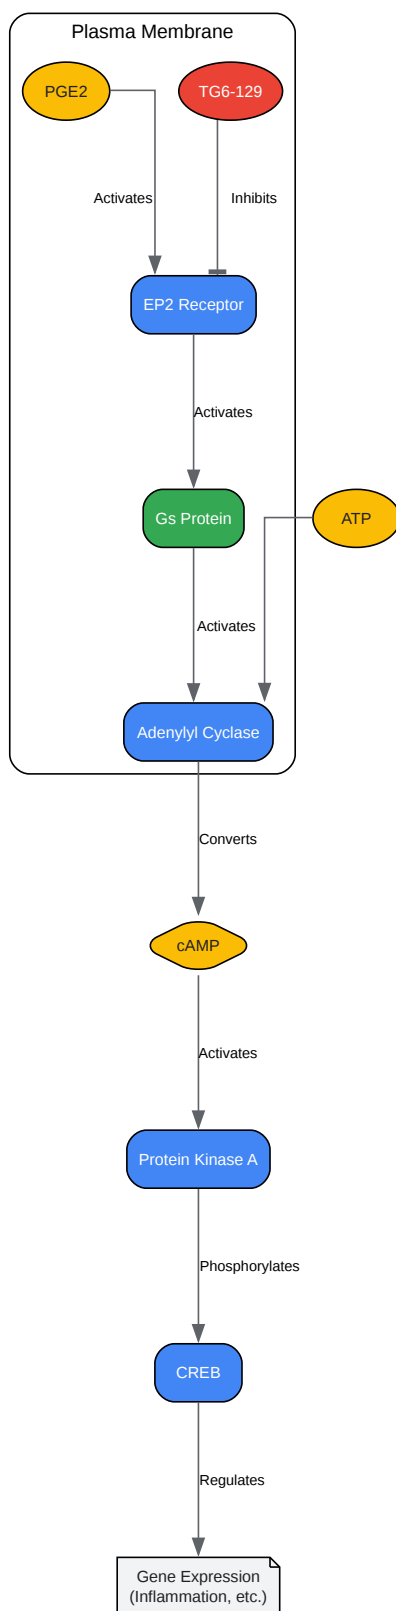 Plasma Membrane
PGE2
TG6-129
Activates
Inhibits
EP2 Receptor
Activates
Gs Protein
ATP
Activates
Adenylyl Cyclase
Converts
cAMP
Activates
Protein Kinase A
Phosphorylates
CREB
Regulates
Gene Expression
(Inflammation, etc.)